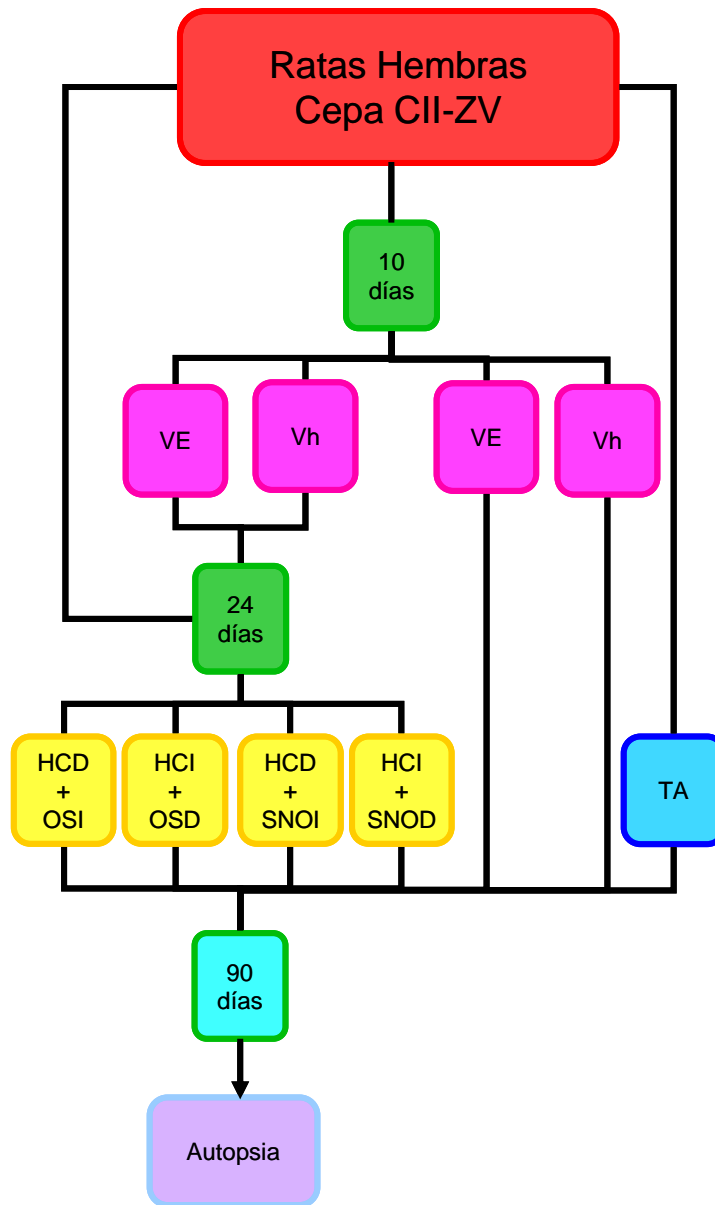 Ratas Hembras
Cepa CII-ZV
10
días
VE
Vh
VE
Vh
24
días
HCD
+
OSI
HCI
+
OSD
HCD
+
SNOI
HCI
+
SNOD
TA
90
días
Autopsia